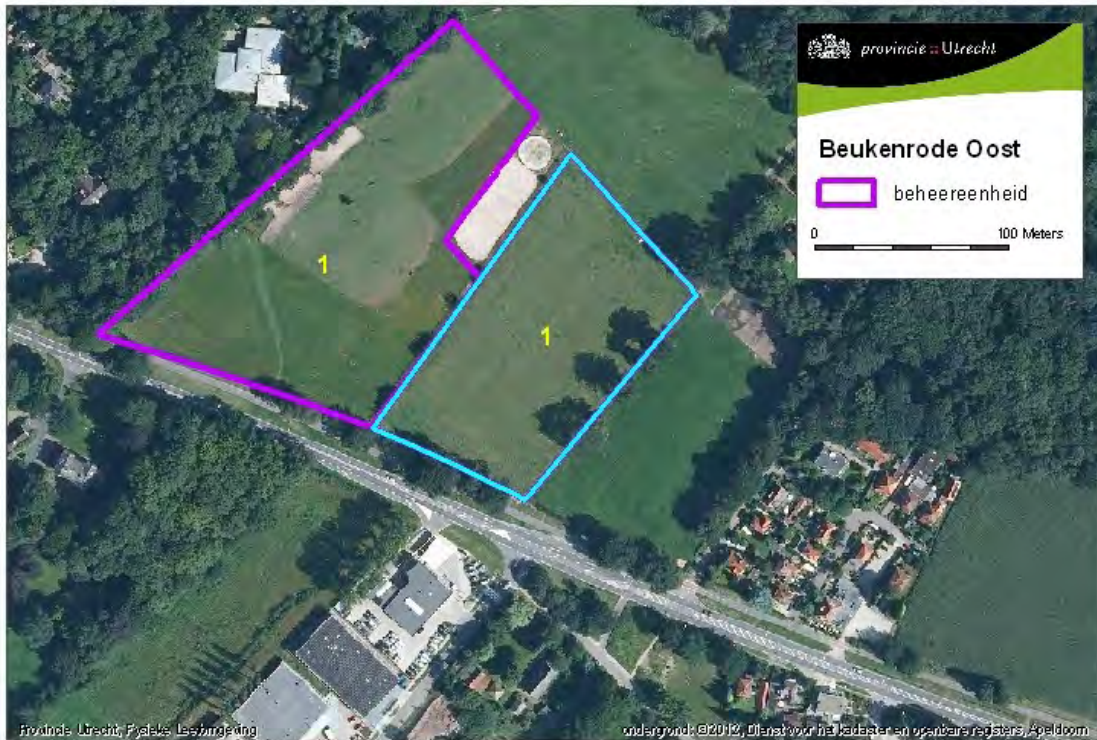 provincie :: Utrecht
Beukenrode Oost
beheereenheid
0 100 Meters
1
1
Provincie Utrecht, Fysieke Leefomgeving
ondergrond: ©2012, Dienst voor het kadaster en openbare registers, Apeldoorn